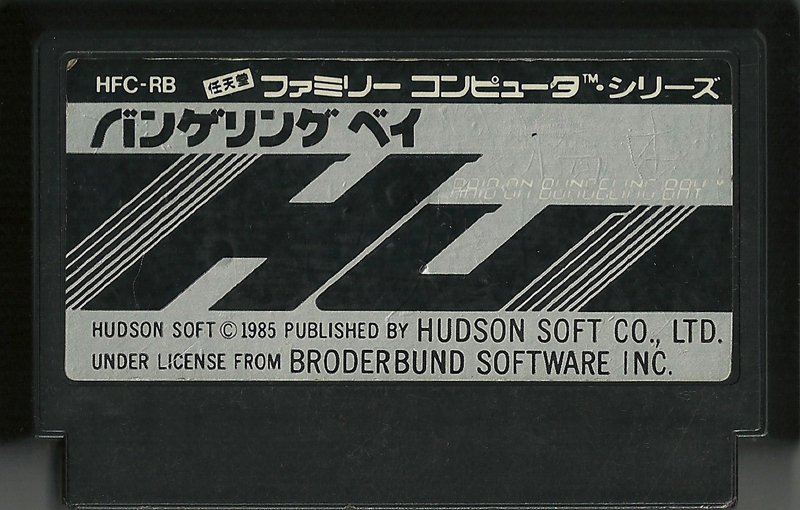 HFC-RB 任天堂 ファミリー コンピュータ™・シリーズ
バンゲリング ベイ
HU
RAID ON BUNGELING BAY™
HUDSON SOFT © 1985 PUBLISHED BY HUDSON SOFT CO., LTD.
UNDER LICENSE FROM BRODERBUND SOFTWARE INC.